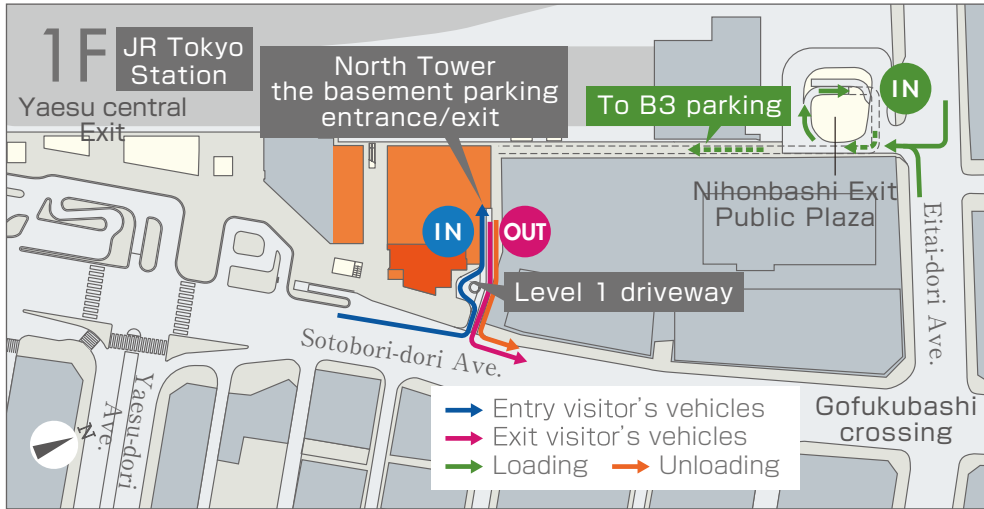 1F
JR Tokyo
Station
Yaesu central
Exit
North Tower
the basement parking
entrance/exit
To B3 parking
IN
Nihonbashi Exit
Public Plaza
IN
OUT
Level 1 driveway
Eitai-dori Ave.
Sotobori-dori Ave.
Yaesu-dori
Ave.
N
Gofukubashi
crossing
Entry visitor's vehicles
Exit visitor's vehicles
Loading
Unloading